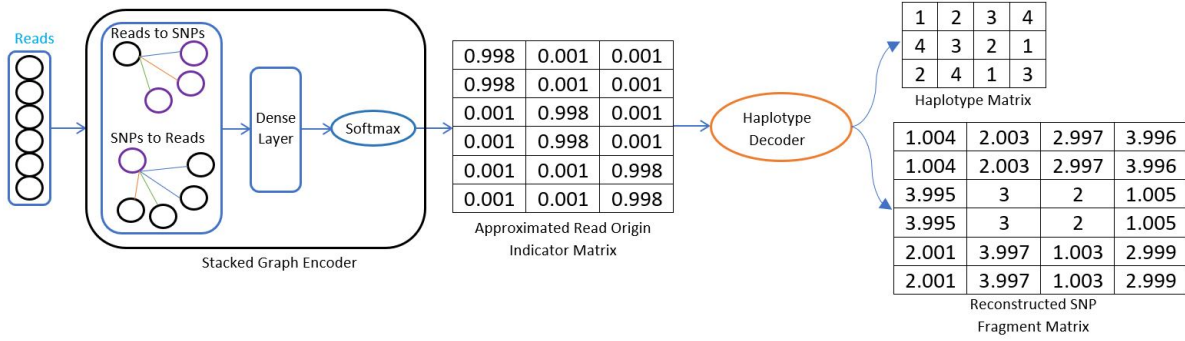 Reads
Reads to SNPs
SNPs to Reads
Dense
Layer
Softmax
Stacked Graph Encoder
0.998 0.001 0.001
0.998 0.001 0.001
0.001 0.998 0.001
0.001 0.998 0.001
0.001 0.001 0.998
0.001 0.001 0.998
Approximated Read Origin
Indicator Matrix
Haplotype
Decoder
1 2 3 4
4 3 2 1
2 4 1 3
Haplotype Matrix
1.004 2.003 2.997 3.996
1.004 2.003 2.997 3.996
3.995 3 2 1.005
3.995 3 2 1.005
2.001 3.997 1.003 2.999
2.001 3.997 1.003 2.999
Reconstructed SNP
Fragment Matrix